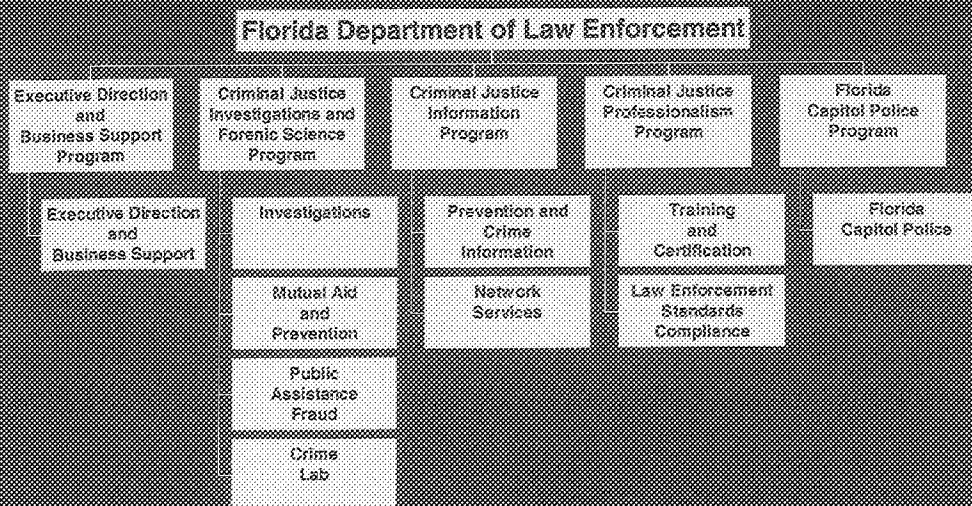 Florida Department of Law Enforcement
Executive Direction
and
Business Support
Program
Criminal Justice
Investigations and
Forenic Science
Program
Criminal Justice
Information
Program
Criminal Justice
Professionalism
Program
Florida
Capitol Police
Program
Executive Direction
and
Business Support
Investigations
Mutual Aid
and
Prevention
Public
Assistance
Fraud
Crime
Lab
Prevention and
Crime
Information
Network
Services
Training
and
Certification
Law Enforcement
Standards
Compliance
Florida
Capitol Police